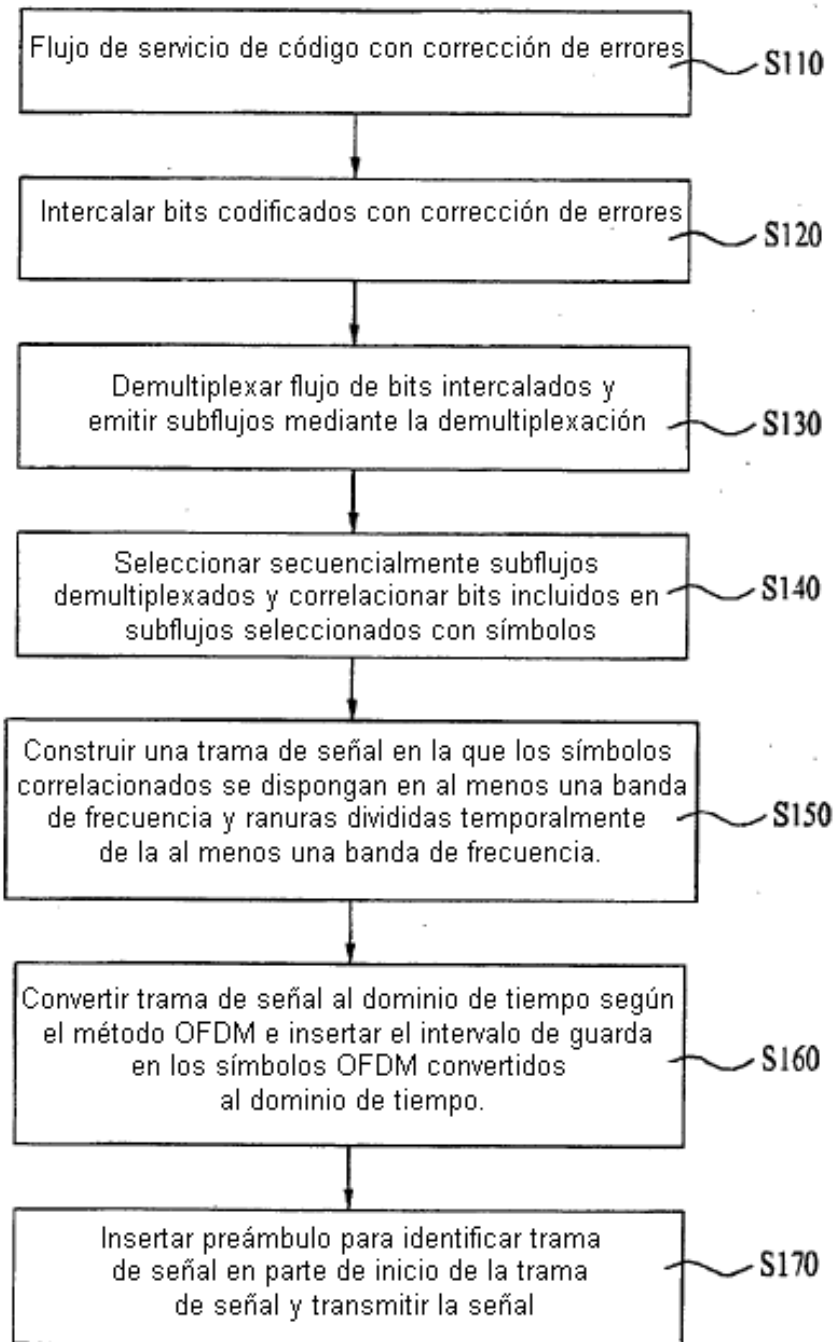 Flujo de servicio de código con corrección de errores
S110
Intercalar bits codificados con corrección de errores
S120
Demultiplexar flujo de bits intercalados y
emitir subflujos mediante la demultiplexación
S130
Seleccionar secuencialmente subflujos
demultiplexados y correlacionar bits incluidos en
subflujos seleccionados con símbolos
S140
Construir una trama de señal en la que los símbolos
correlacionados se dispongan en al menos una banda
de frecuencia y ranuras divididas temporalmente
de la al menos una banda de frecuencia.
S150
Convertir trama de señal al dominio de tiempo según
el método OFDM e insertar el intervalo de guarda
en los símbolos OFDM convertidos
al dominio de tiempo.
S160
Insertar preámbulo para identificar trama
de señal en parte de inicio de la trama
de señal y transmitir la señal
S170